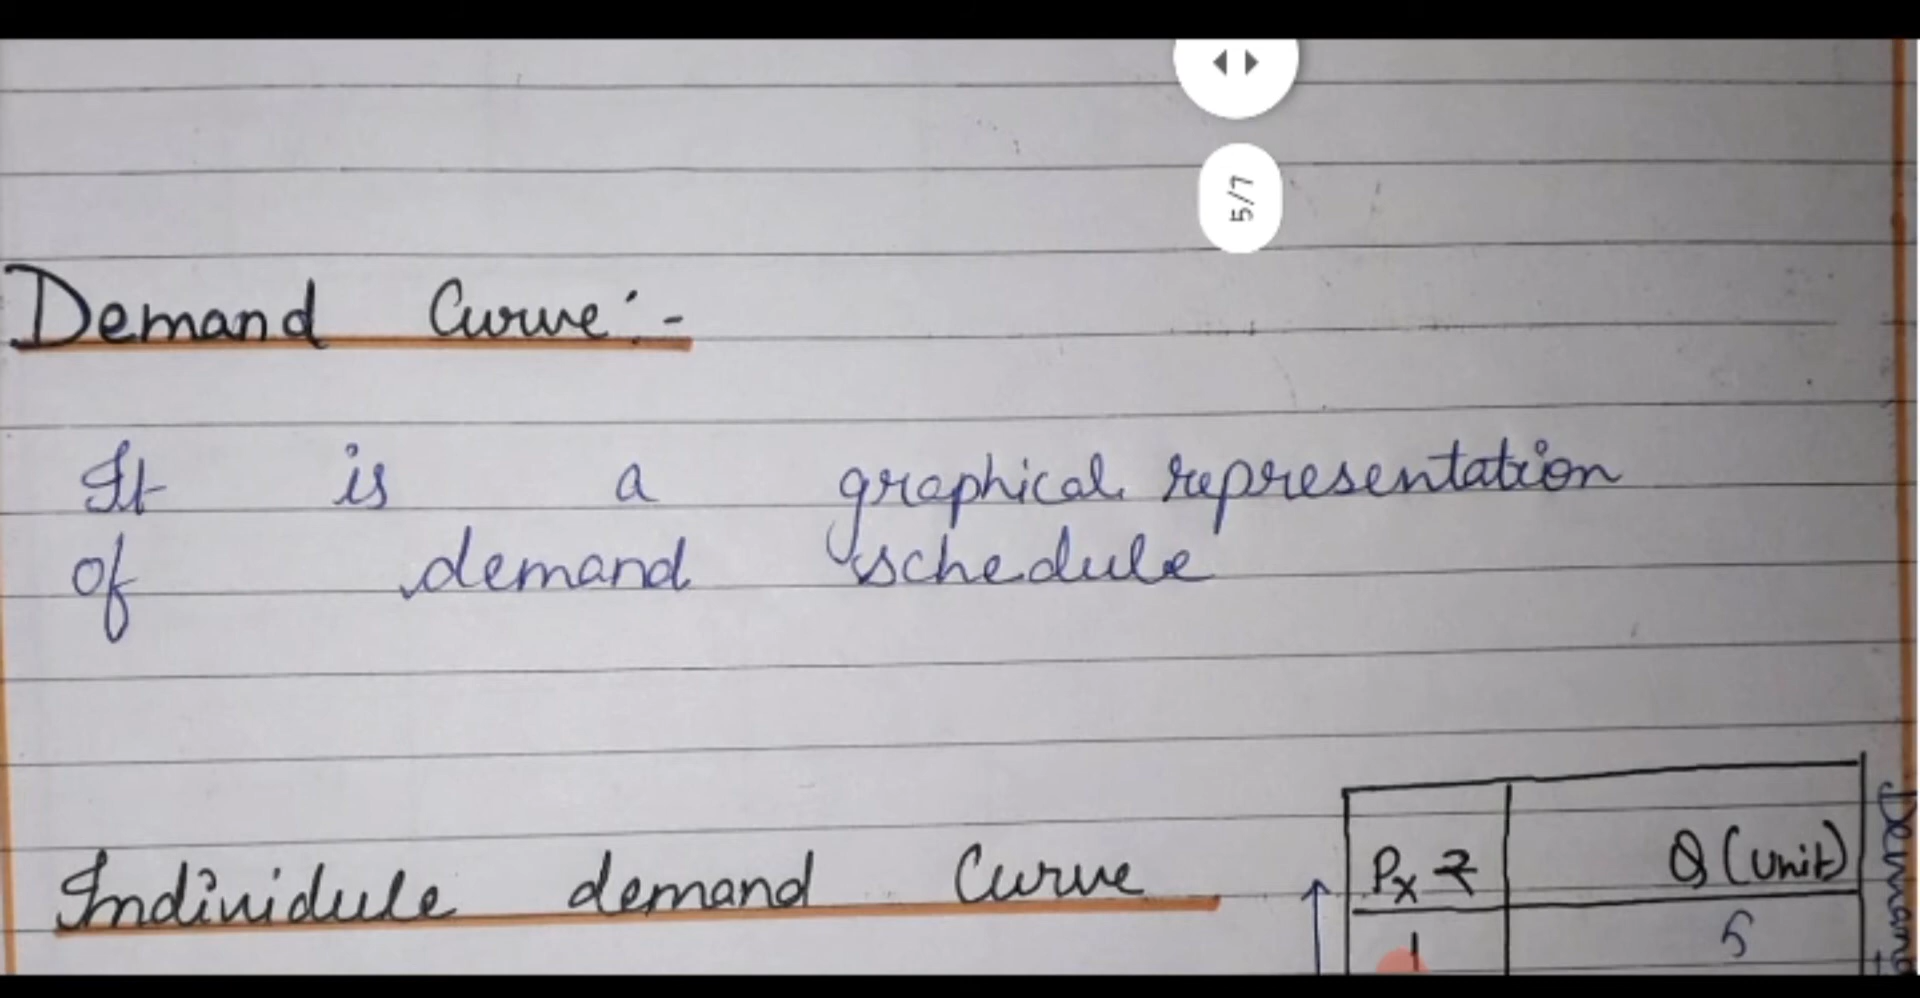 5/7
Demand Curve :-
It is a graphical representation
of demand schedule
Individule demand Curve
Px ₹ Q (unit)
1 5